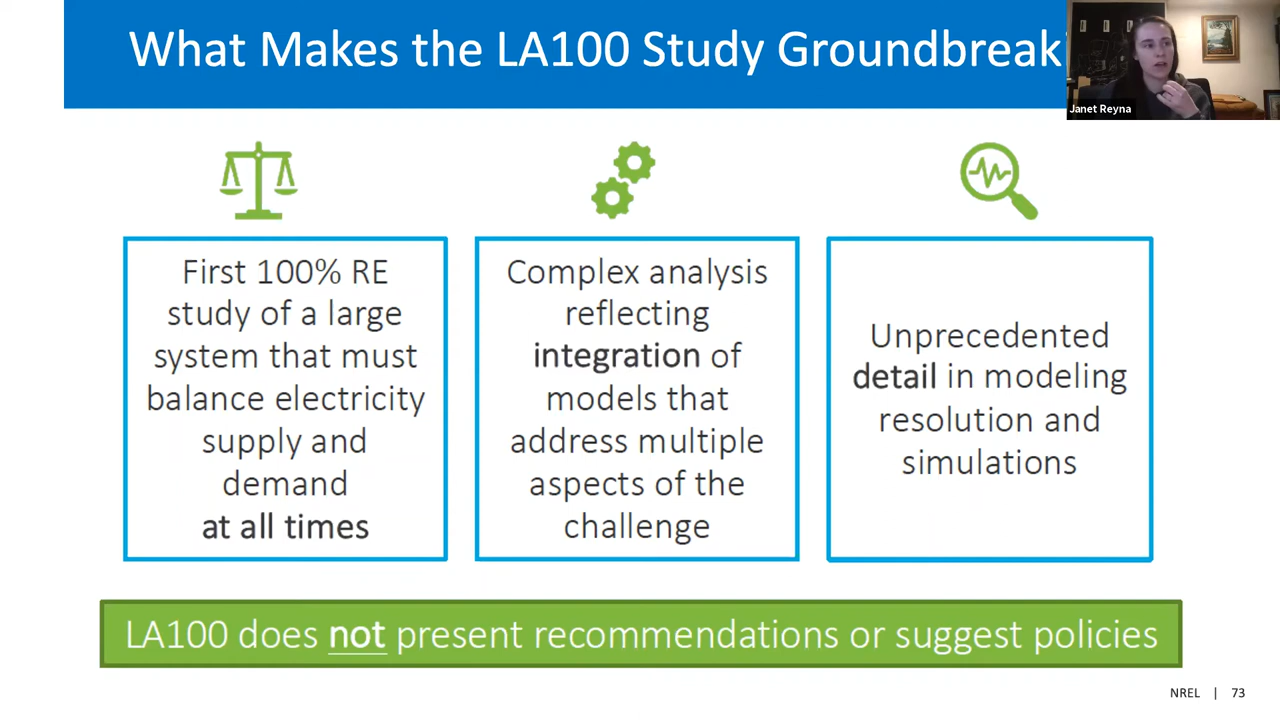 What Makes the LA100 Study Groundbreak
Janet Reyna
First 100% RE
study of a large
system that must
balance electricity
supply and
demand
at all times
Complex analysis
reflecting
integration of
models that
address multiple
aspects of the
challenge
Unprecedented
detail in modeling
resolution and
simulations
LA100 does not present recommendations or suggest policies
NREL | 73